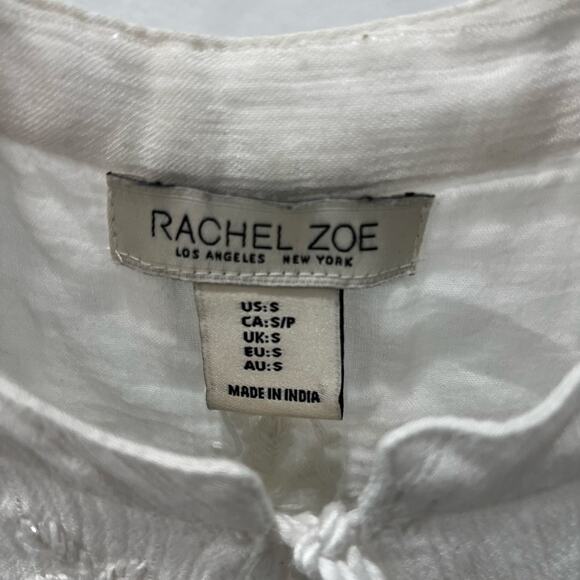 RACHEL ZOE
LOS ANGELES NEW YORK
US:S
CA:S/P
UK:S
EU:S
AU:S
MADE IN INDIA